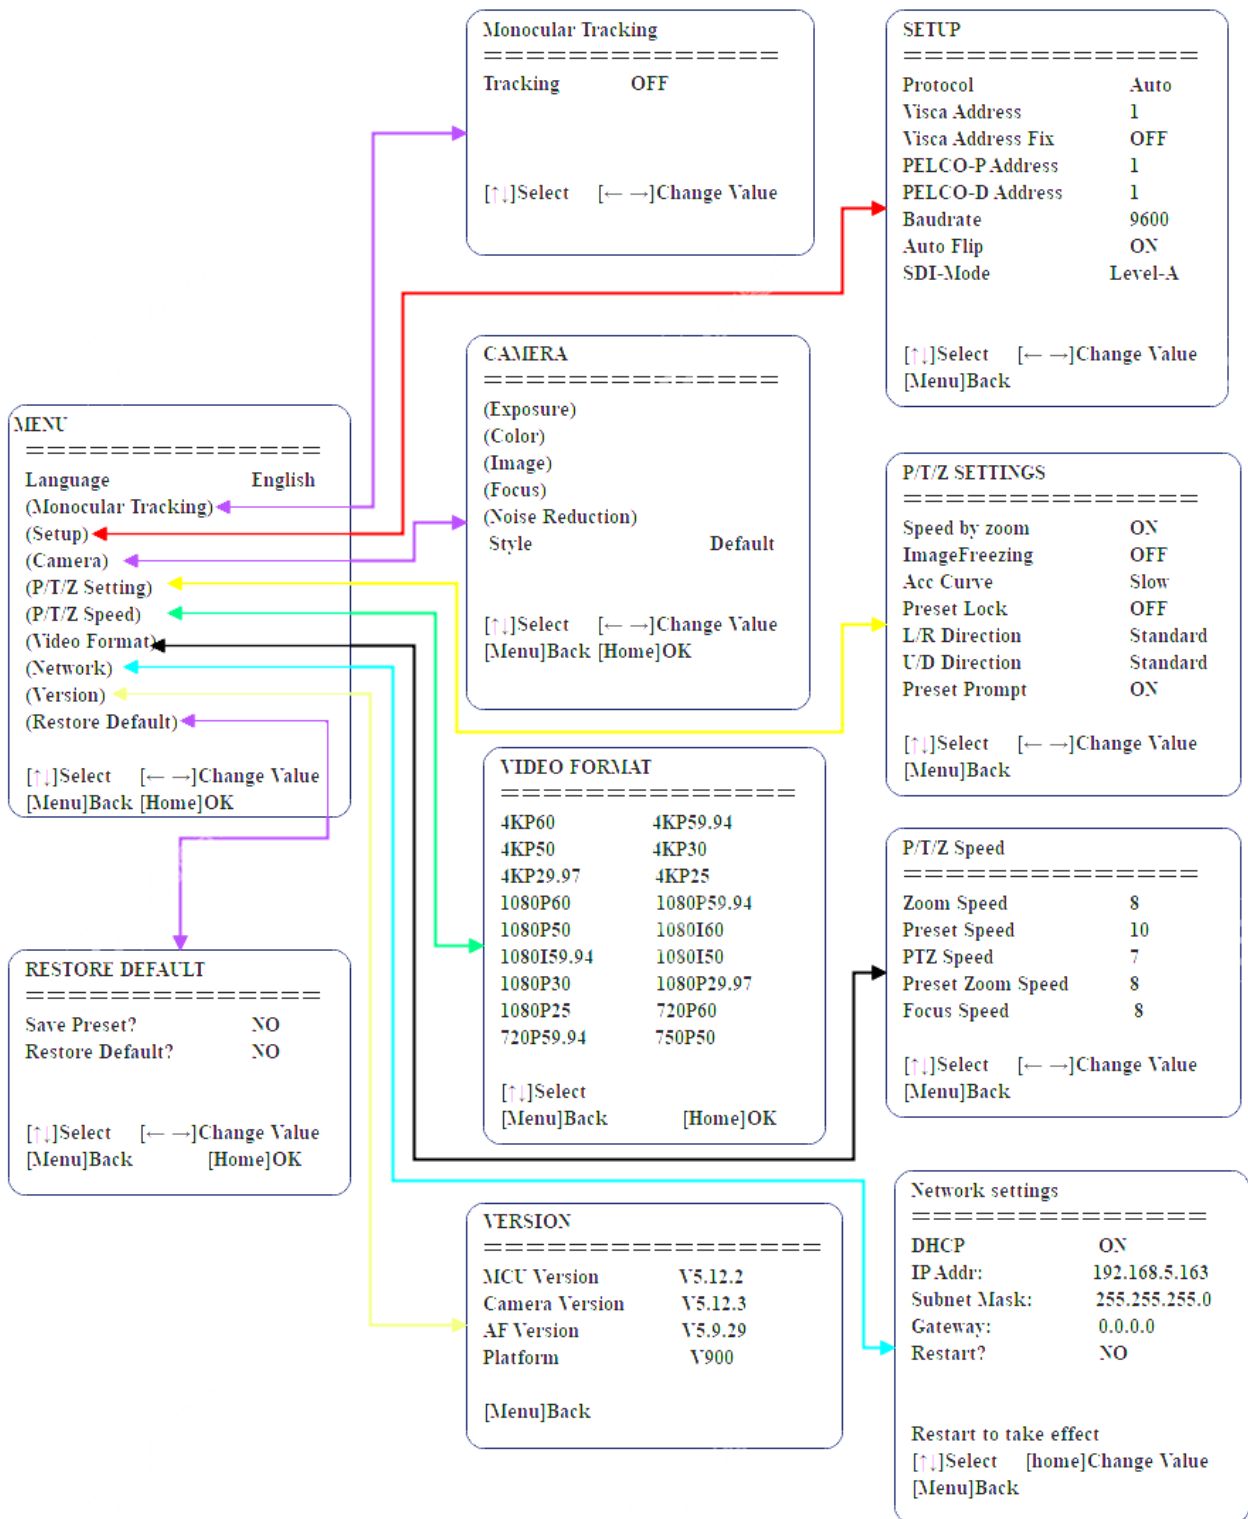 Monocular Tracking
==============
Tracking OFF
[↑↓]Select [← →]Change Value
SETUP
==============
Protocol Auto
Visca Address 1
Visca Address Fix OFF
PELCO-P Address 1
PELCO-D Address 1
Baudrate 9600
Auto Flip ON
SDI-Mode Level-A
[↑↓]Select [← →]Change Value
[Menu]Back
CAMERA
==============
(Exposure)
(Color)
(Image)
(Focus)
(Noise Reduction)
Style Default
[↑↓]Select [← →]Change Value
[Menu]Back [Home]OK
MENU
==============
Language English
(Monocular Tracking)
(Setup)
(Camera)
(P/T/Z Setting)
(P/T/Z Speed)
(Video Format)
(Network)
(Version)
(Restore Default)
[↑↓]Select [← →]Change Value
[Menu]Back [Home]OK
P/T/Z SETTINGS
==============
Speed by zoom ON
ImageFreezing OFF
Acc Curve Slow
Preset Lock OFF
L/R Direction Standard
U/D Direction Standard
Preset Prompt ON
[↑↓]Select [← →]Change Value
[Menu]Back
VIDEO FORMAT
==============
4KP60 4KP59.94
4KP50 4KP30
4KP29.97 4KP25
1080P60 1080P59.94
1080P50 1080I60
1080I59.94 1080I50
1080P30 1080P29.97
1080P25 720P60
720P59.94 750P50
[↑↓]Select
[Menu]Back [Home]OK
P/T/Z Speed
==============
Zoom Speed 8
Preset Speed 10
PTZ Speed 7
Preset Zoom Speed 8
Focus Speed 8
[↑↓]Select [← →]Change Value
[Menu]Back
RESTORE DEFAULT
==============
Save Preset? NO
Restore Default? NO
[↑↓]Select [← →]Change Value
[Menu]Back [Home]OK
VERSION
================
MCU Version V5.12.2
Camera Version V5.12.3
AF Version V5.9.29
Platform V900
[Menu]Back
Network settings
==============
DHCP ON
IP Addr: 192.168.5.163
Subnet Mask: 255.255.255.0
Gateway: 0.0.0.0
Restart? NO
Restart to take effect
[↑↓]Select [home]Change Value
[Menu]Back